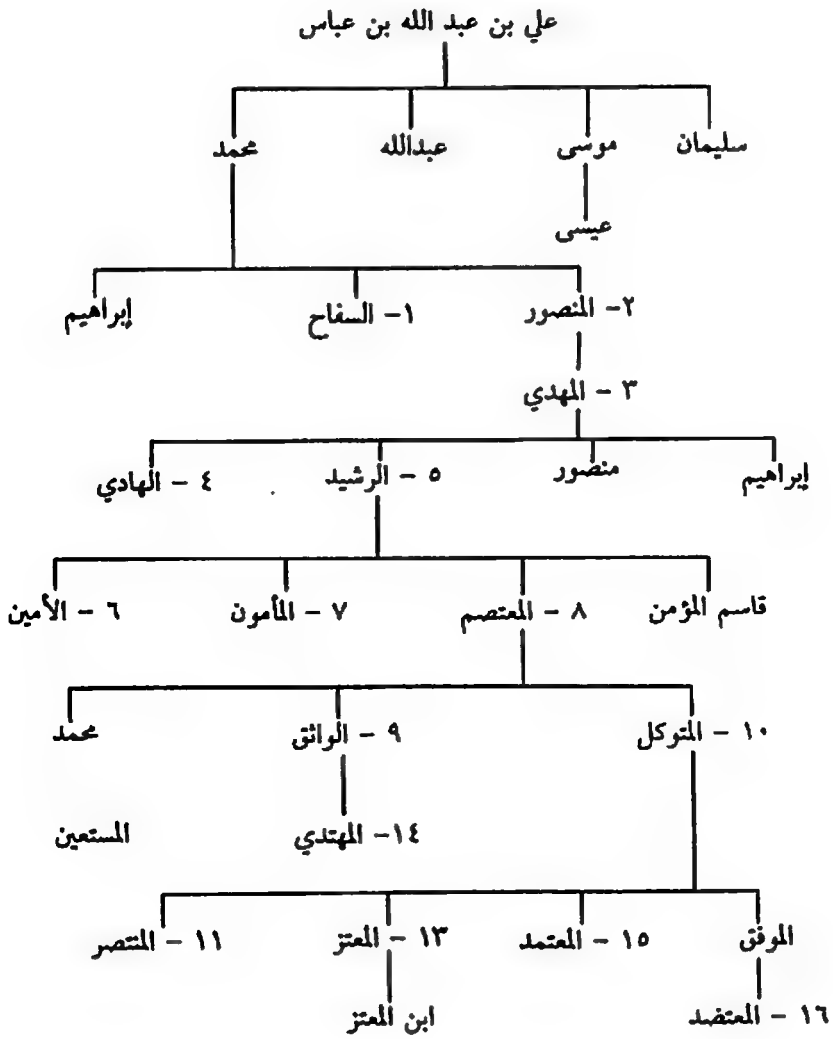 علي بن عبد الله بن عباس
سليمان موسى عبدالله محمد
عيسى
٢- المنصور ١- السفاح إبراهيم
٣ - المهدي
إبراهيم منصور ٥ - الرشيد ٤ - الهادي
قاسم المؤمن ٨ - المعتصم ٧ - المأمون ٦ - الأمين
١٠ - المتوكل ٩ - الواثق محمد
١٤- المهتدي المستعين
الموفق ١٥ - المعتمد ١٣ - المعتز ١١ - المنتصر
١٦ - المعتضد ابن المعتز